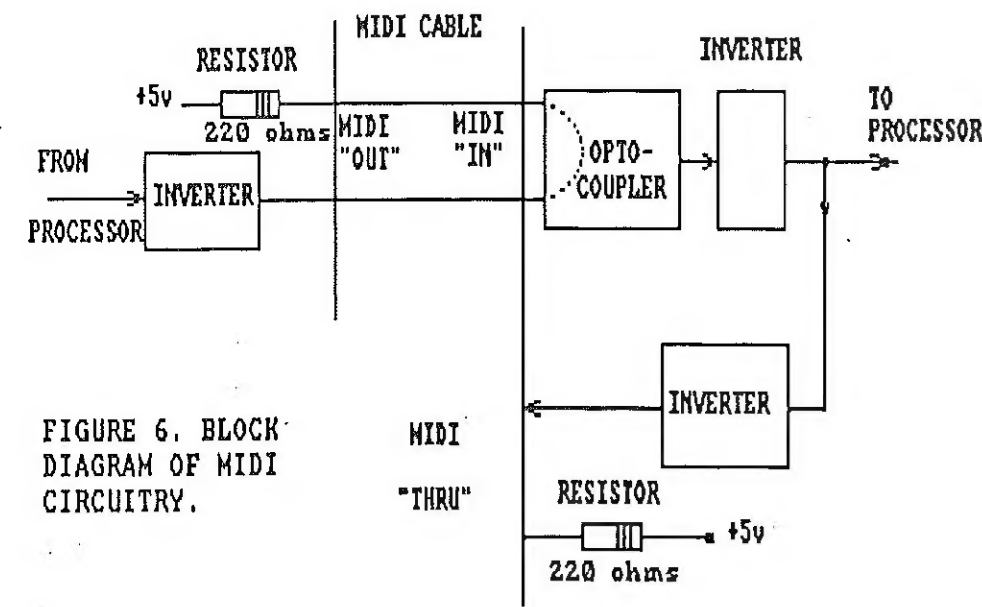 MIDI CABLE
RESISTOR
INVERTER
+5v
TO
PROCESSOR
220 ohms
MIDI
"OUT"
MIDI
"IN"
OPTO-
COUPLER
FROM
PROCESSOR
INVERTER
INVERTER
FIGURE 6. BLOCK
DIAGRAM OF MIDI
CIRCUITRY.
MIDI
"THRU"
RESISTOR
+5v
220 ohms